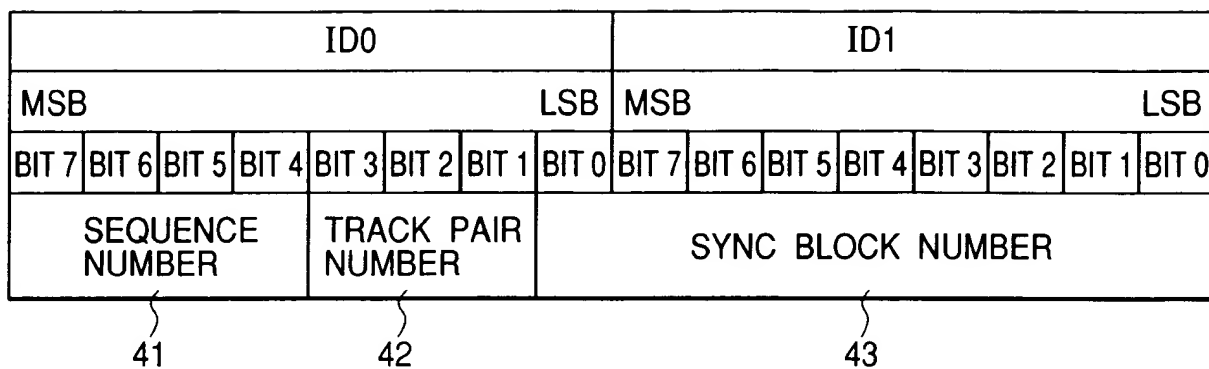 ID0 ID1
MSB LSB MSB LSB
BIT 7 BIT 6 BIT 5 BIT 4 BIT 3 BIT 2 BIT 1 BIT 0 BIT 7 BIT 6 BIT 5 BIT 4 BIT 3 BIT 2 BIT 1 BIT 0
SEQUENCE
NUMBER
TRACK PAIR
NUMBER
SYNC BLOCK NUMBER
41 42 43